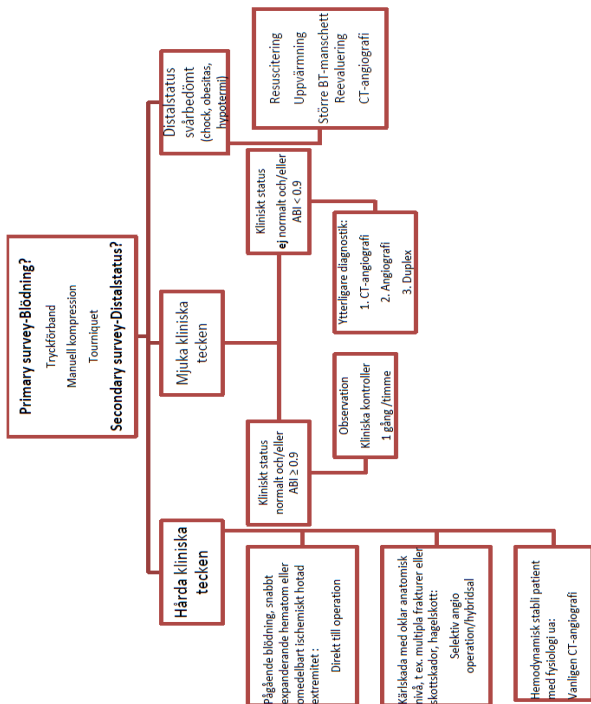 Primary survey-Blödning?
Tryckförband
Manuell kompression
Tourniquet
Secondary survey-Distalstatus?
Hårda kliniska
tecken
Mjuka kliniska
tecken
Distalstatus
svårbedömt
(chock, obesitas,
hypotermi)
Pågående blödning, snabbt
expanderande hematom eller
omedelbart ischemiskt hotad
extremitet :
Direkt till operation
Kärlskada med oklar anatomisk
nivå, t ex. multipla frakturer eller
skottskador, hagelskott:
Selektiv angio
operation/hybridsal
Hemodynamisk stabli patient
med fysiologi ua:
Vanligen CT-angiografi
Kliniskt status
normalt och/eller
ABI ≥ 0.9
Observation
Kliniska kontroller
1 gång /timme
Kliniskt status
ej normalt och/eller
ABI < 0.9
Ytterligare diagnostik:
1. CT-angiografi
2. Angiografi
3. Duplex
Resuscitering
Uppvärmning
Större BT-manschett
Reevaluering
CT-angiografi